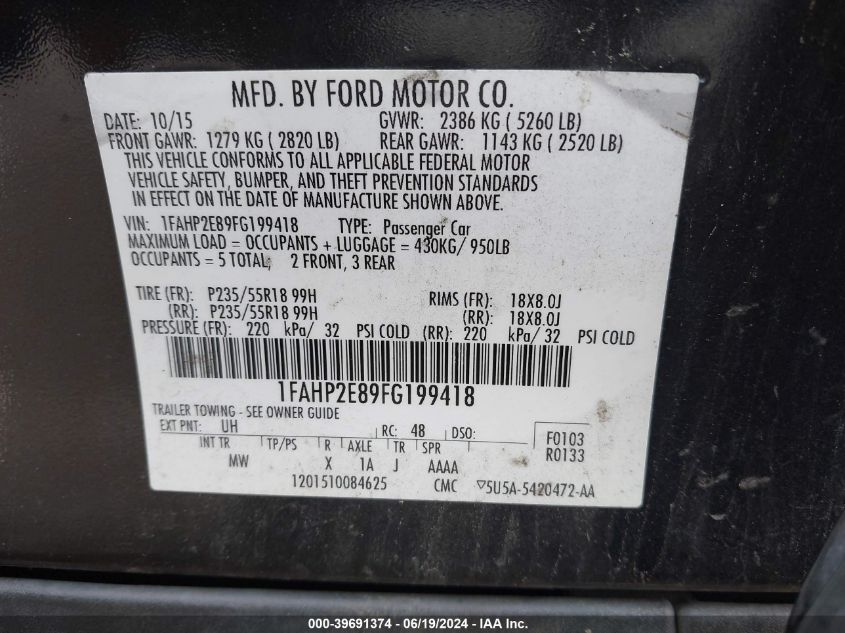 MFD. BY FORD MOTOR CO.
DATE: 10/15 GVWR: 2386 KG ( 5260 LB)
FRONT GAWR: 1279 KG ( 2820 LB) REAR GAWR: 1143 KG ( 2520 LB)
THIS VEHICLE CONFORMS TO ALL APPLICABLE FEDERAL MOTOR
VEHICLE SAFETY, BUMPER, AND THEFT PREVENTION STANDARDS
IN EFFECT ON THE DATE OF MANUFACTURE SHOWN ABOVE.
VIN: 1FAHP2E89FG199418 TYPE: Passenger Car
MAXIMUM LOAD = OCCUPANTS + LUGGAGE = 430KG/ 950LB
OCCUPANTS = 5 TOTAL, 2 FRONT, 3 REAR
TIRE (FR): P235/55R18 99H RIMS (FR): 18X8.0J
(RR): P235/55R18 99H (RR): 18X8.0J
PRESSURE (FR): 220 kPa/ 32 PSI COLD (RR): 220 kPa/ 32 PSI COLD
1FAHP2E89FG199418
TRAILER TOWING - SEE OWNER GUIDE
EXT PNT: UH RC: 48 DSO: F0103
R0133
INT TR TP/PS R AXLE TR SPR
MW X 1A J AAAA
1201510084625 CMC ▽5U5A-5420472-AA
000-39691374 / 06/19/2024 - IAA Inc.